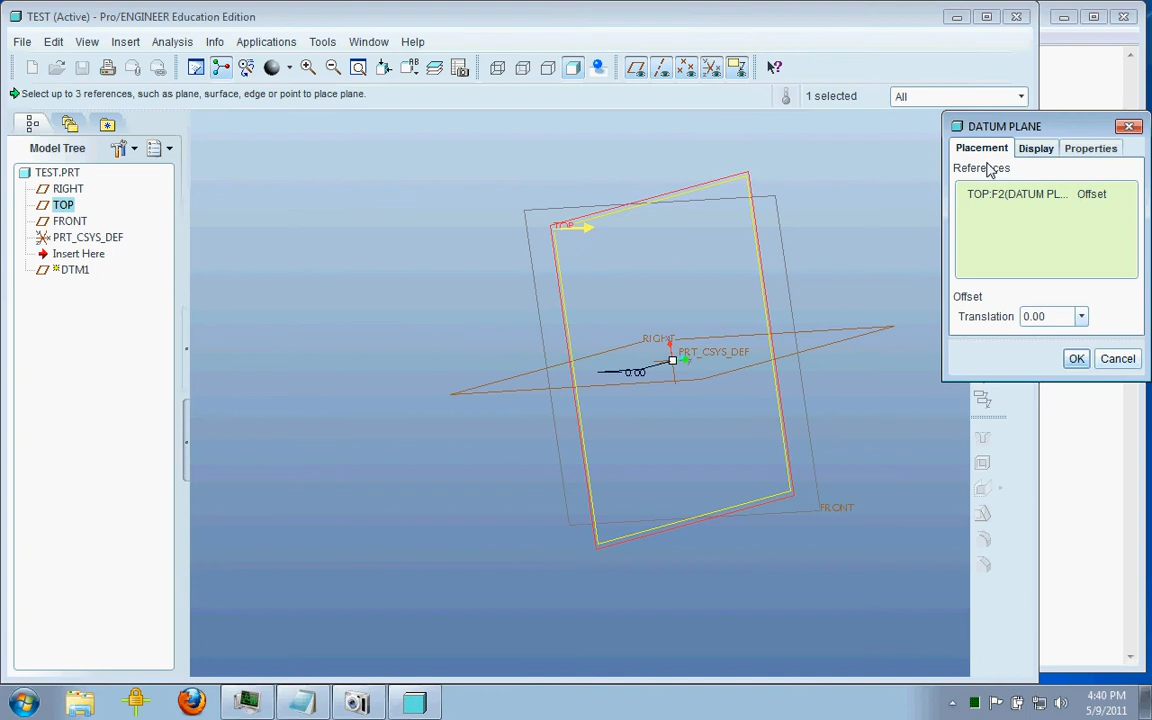 TEST (Active) - Pro/ENGINEER Education Edition
File Edit View Insert Analysis Info Applications Tools Window Help
Select up to 3 references, such as plane, surface, edge or point to place plane.
1 selected
All
Model Tree
TEST.PRT
RIGHT
TOP
FRONT
PRT_CSYS_DEF
Insert Here
DTM1
TOP
RIGHT
PRT_CSYS_DEF
0.00
FRONT
DATUM PLANE
Placement Display Properties
References
TOP:F2(DATUM PL... Offset
Offset
Translation 0.00
OK Cancel
4:40 PM
5/9/2011